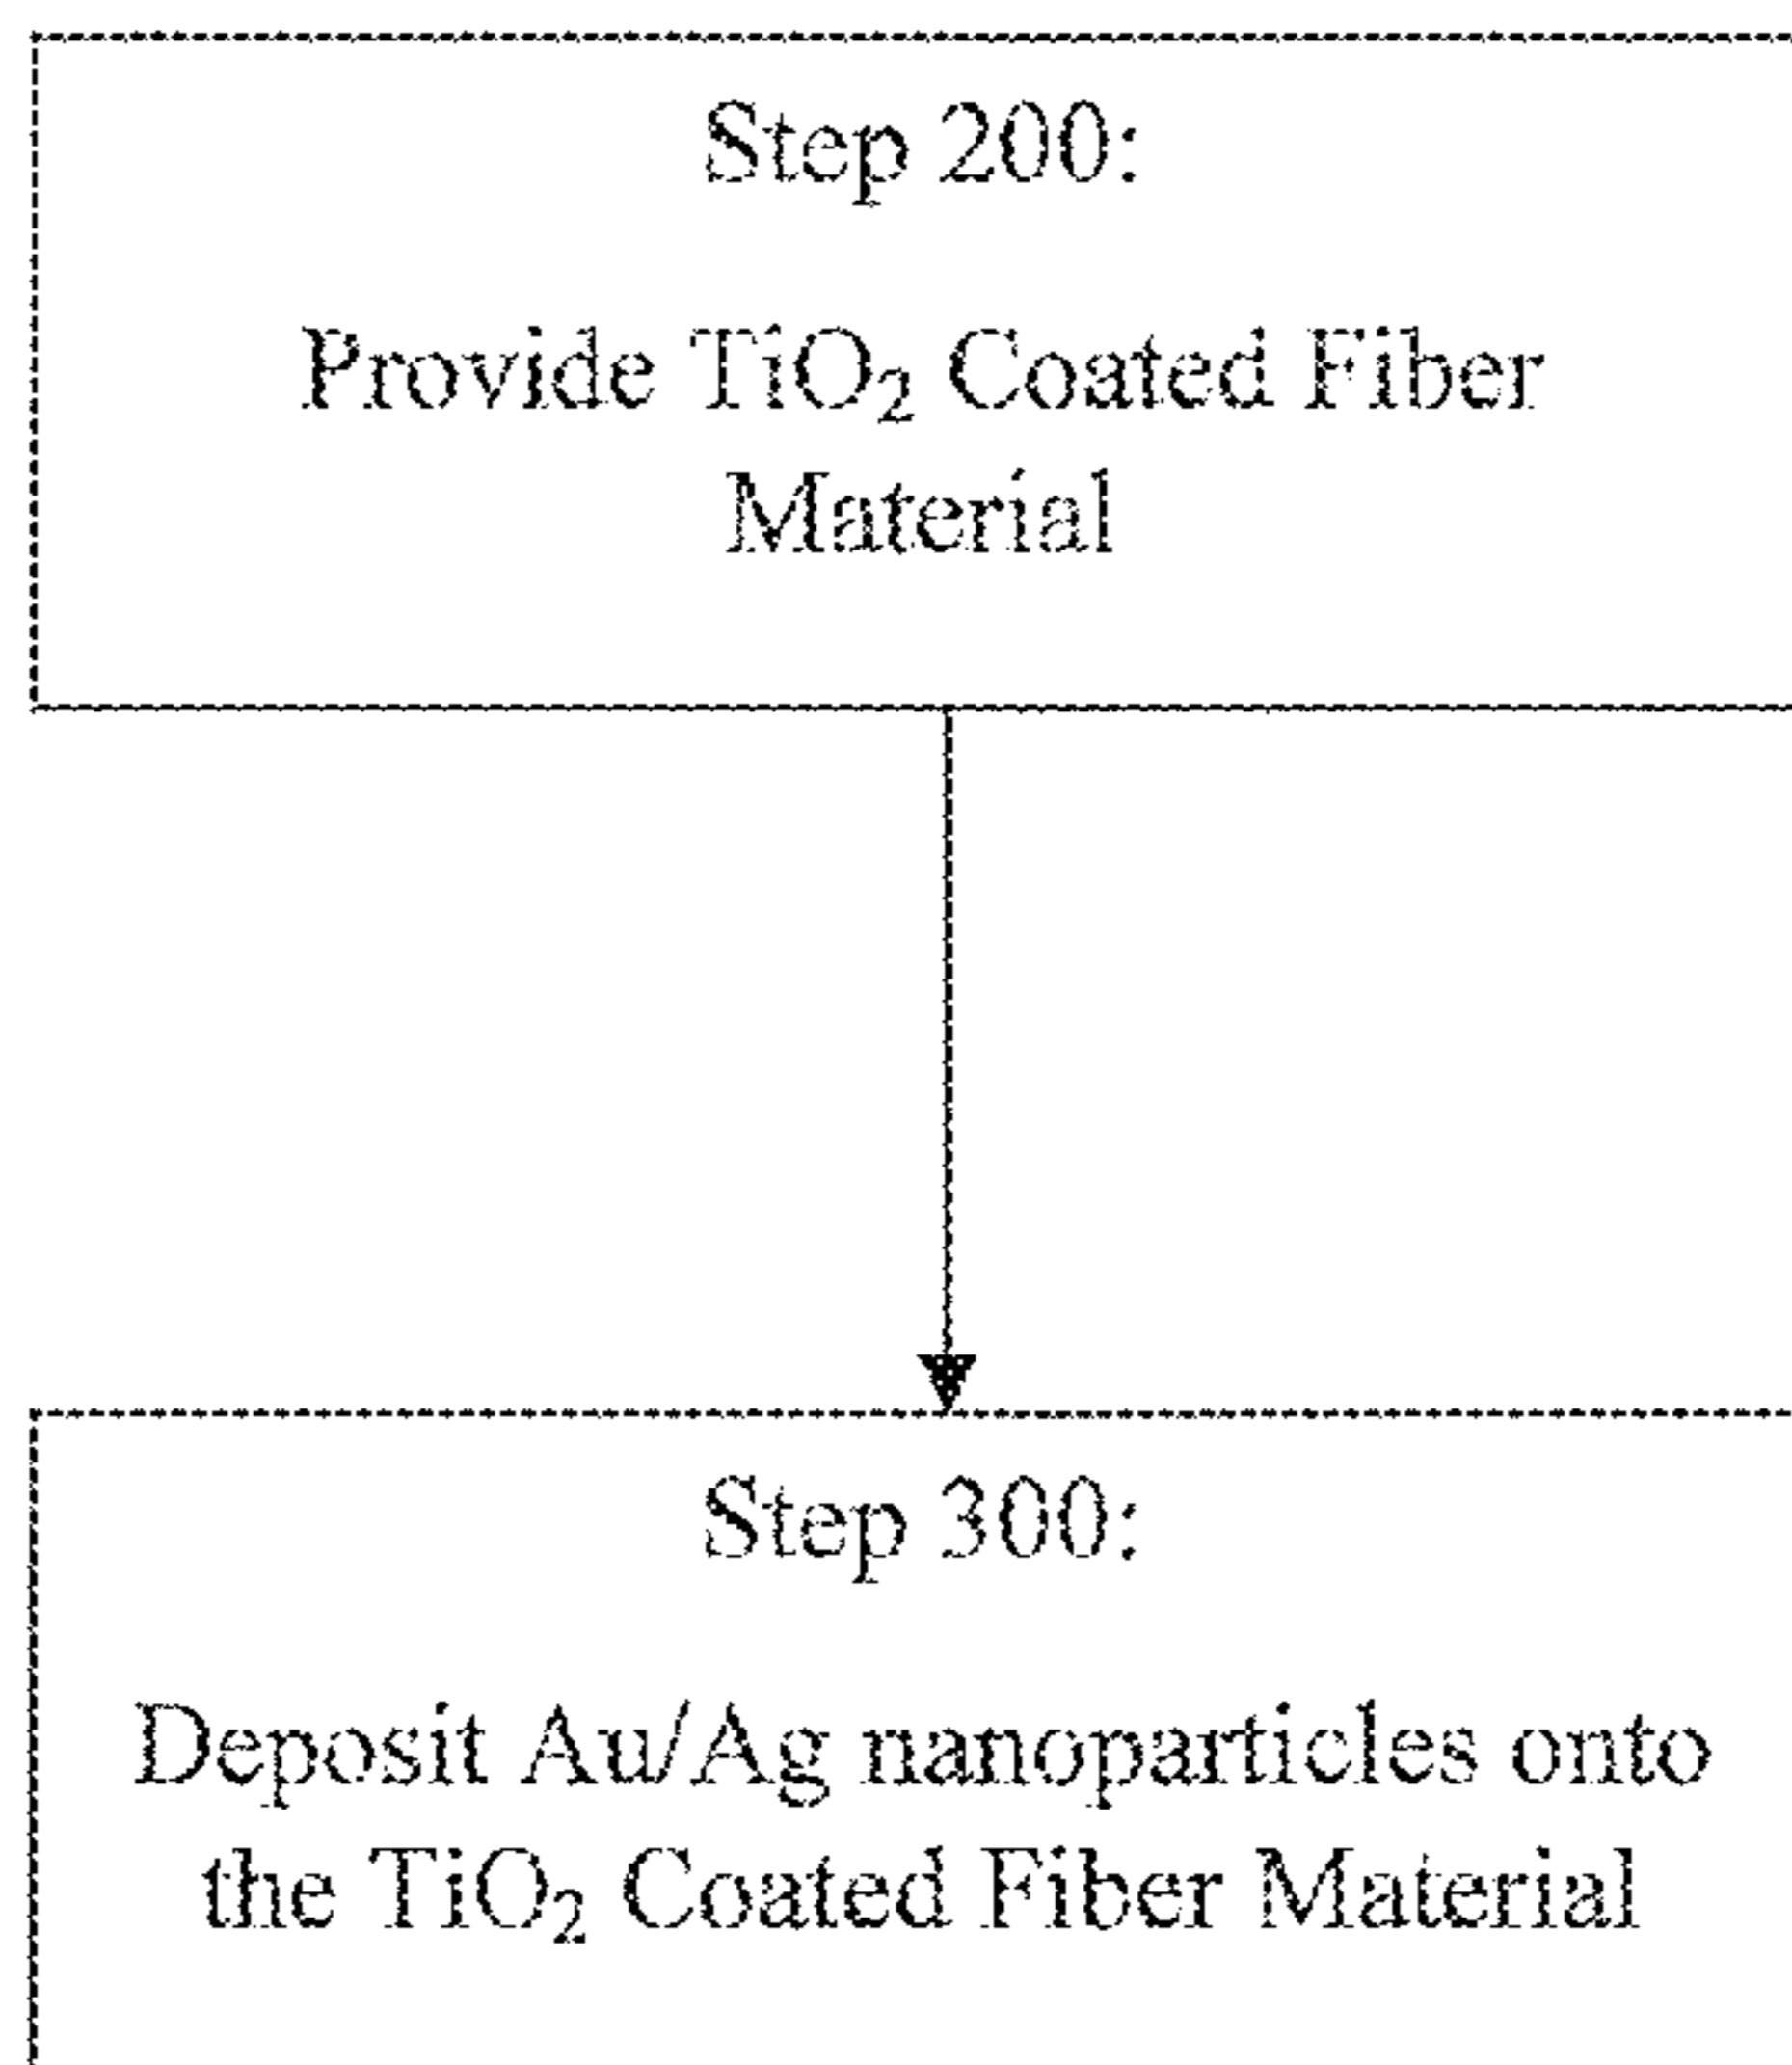 Step 200:
Provide TiO₂ Coated Fiber
Material
Step 300:
Deposit Au/Ag nanoparticles onto
the TiO₂ Coated Fiber Material